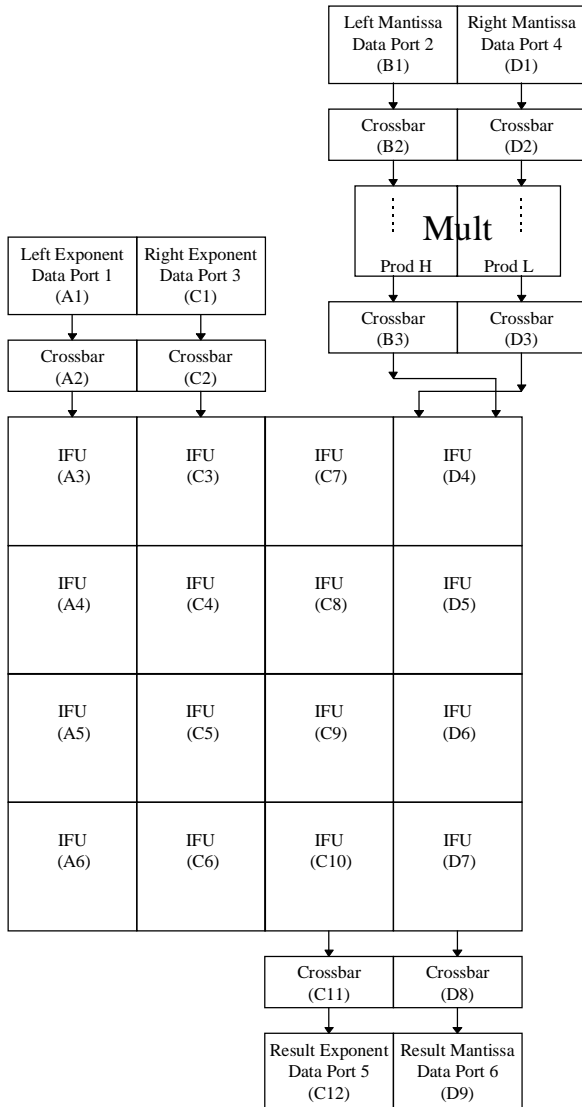 Left Mantissa
Data Port 2
(B1)
Right Mantissa
Data Port 4
(D1)
Crossbar
(B2)
Crossbar
(D2)
Mult
Prod H
Prod L
Left Exponent
Data Port 1
(A1)
Right Exponent
Data Port 3
(C1)
Crossbar
(B3)
Crossbar
(D3)
Crossbar
(A2)
Crossbar
(C2)
IFU
(A3)
IFU
(C3)
IFU
(C7)
IFU
(D4)
IFU
(A4)
IFU
(C4)
IFU
(C8)
IFU
(D5)
IFU
(A5)
IFU
(C5)
IFU
(C9)
IFU
(D6)
IFU
(A6)
IFU
(C6)
IFU
(C10)
IFU
(D7)
Crossbar
(C11)
Crossbar
(D8)
Result Exponent
Data Port 5
(C12)
Result Mantissa
Data Port 6
(D9)